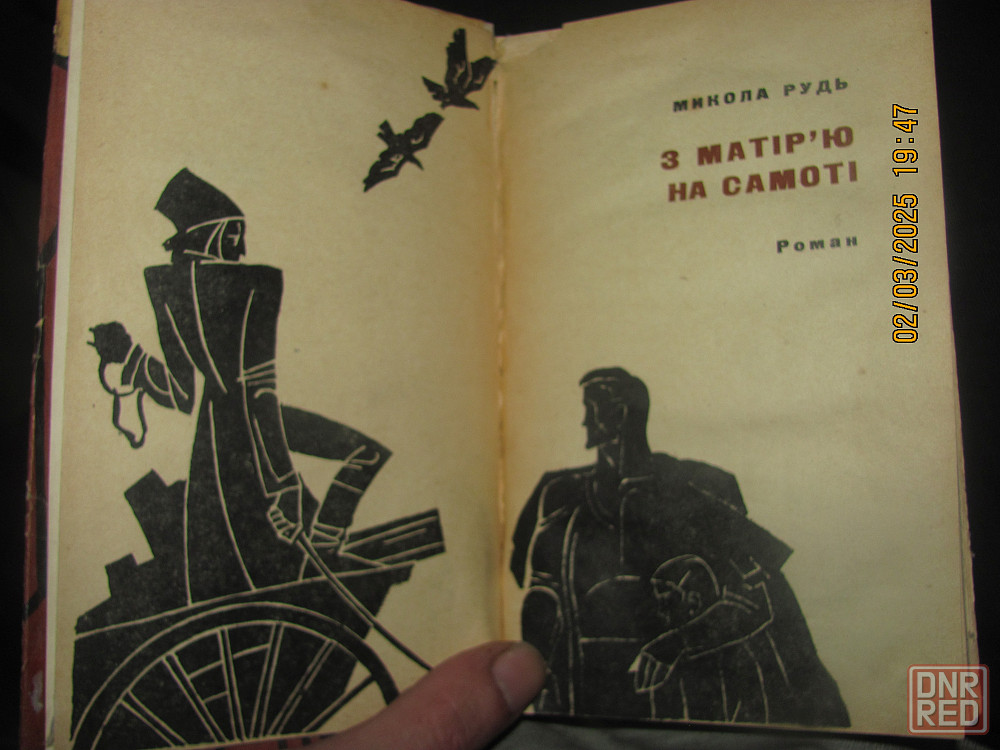 МИКОЛА РУДЬ
З МАТІР'Ю
НА САМОТІ
Роман
02/03/2025 19:47
DNR
RED